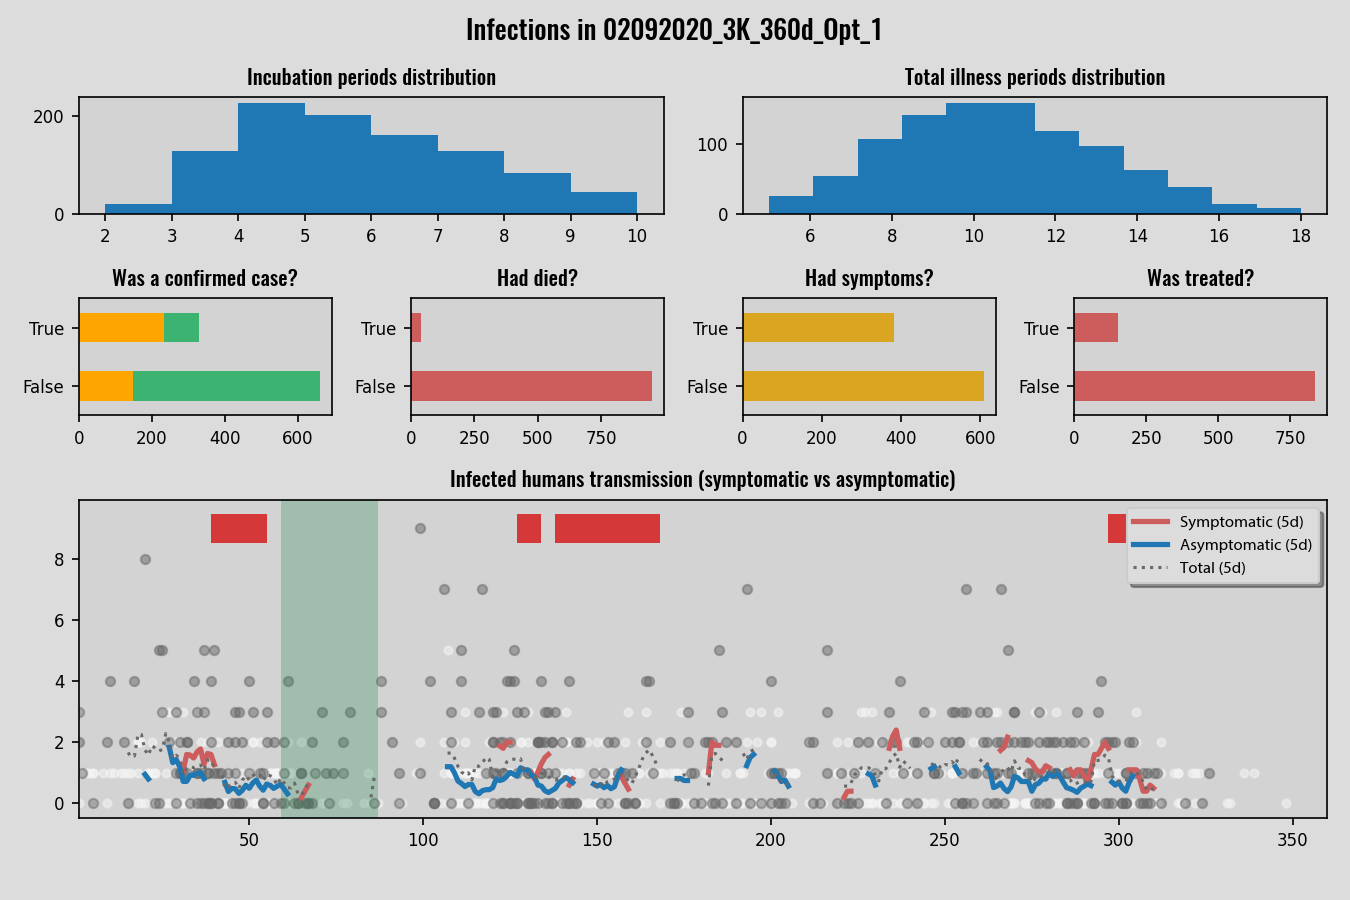 Infections in 02092020_3K_360d_Opt_1
Incubation periods distribution
Total illness periods distribution
200
0
2 3 4 5 6 7 8 9 10
100
0
6 8 10 12 14 16 18
Was a confirmed case?
Had died?
Had symptoms?
Was treated?
True
False
0 200 400 600
True
False
0 250 500 750
True
False
0 200 400 600
True
False
0 250 500 750
Infected humans transmission (symptomatic vs asymptomatic)
Symptomatic (5d)
Asymptomatic (5d)
Total (5d)
8
6
4
2
0
50 100 150 200 250 300 350